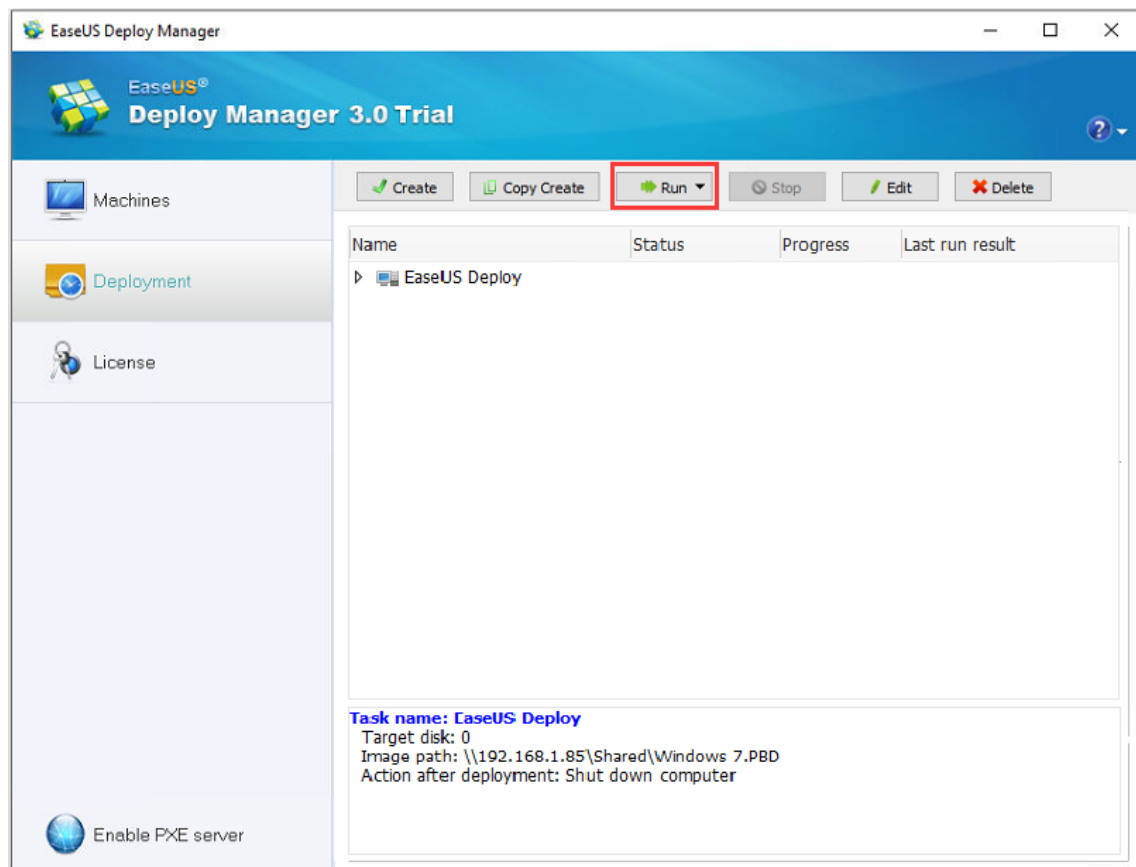 EaseUS Deploy Manager
EaseUS®
Deploy Manager 3.0 Trial
?
Machines
Deployment
License
Enable PXE server
Create Copy Create Run Stop Edit Delete
Name Status Progress Last run result
EaseUS Deploy
Task name: EaseUS Deploy
Target disk: 0
Image path: \\192.168.1.85\Shared\Windows 7.PBD
Action after deployment: Shut down computer